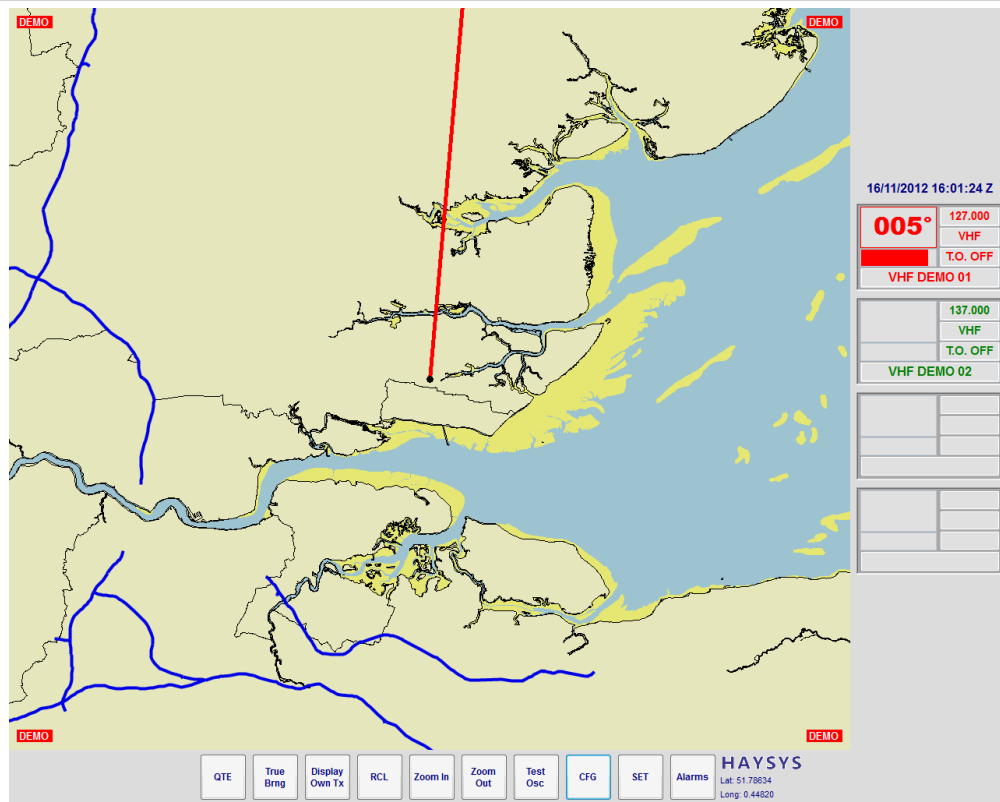 DEMO
DEMO
16/11/2012 16:01:24 Z
005°
127.000
VHF
T.O. OFF
VHF DEMO 01
137.000
VHF
T.O. OFF
VHF DEMO 02
DEMO
DEMO
QTE
True
Brng
Display
Own Tx
RCL
Zoom In
Zoom
Out
Test
Osc
CFG
SET
Alarms
HAYSYS
Lat: 51.78634
Long: 0.44820